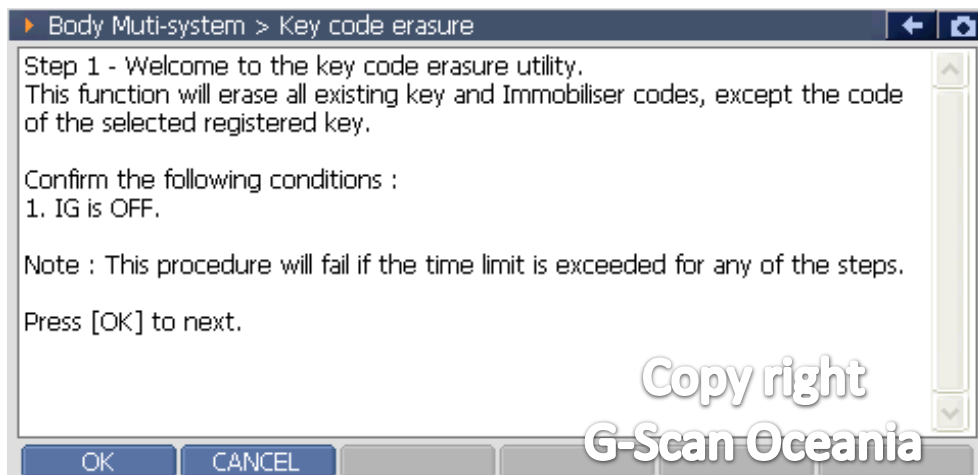 Body Muti-system > Key code erasure
Step 1 - Welcome to the key code erasure utility.
This function will erase all existing key and Immobiliser codes, except the code
of the selected registered key.
Confirm the following conditions :
1. IG is OFF.
Note : This procedure will fail if the time limit is exceeded for any of the steps.
Press [OK] to next.
Copy right
G-Scan Oceania
OK CANCEL